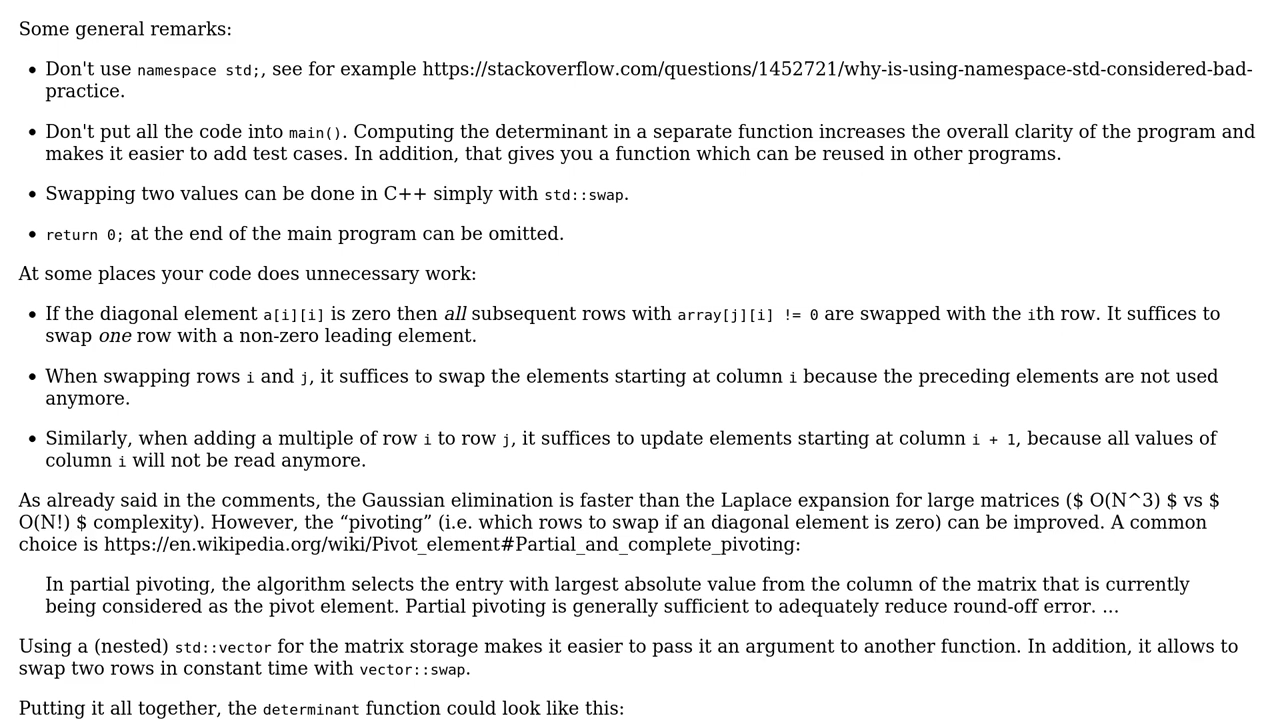 Some general remarks:
• Don't use namespace std;, see for example https://stackoverflow.com/questions/1452721/why-is-using-namespace-std-considered-bad-
practice.
• Don't put all the code into main(). Computing the determinant in a separate function increases the overall clarity of the program and
makes it easier to add test cases. In addition, that gives you a function which can be reused in other programs.
• Swapping two values can be done in C++ simply with std::swap.
• return 0; at the end of the main program can be omitted.
At some places your code does unnecessary work:
• If the diagonal element a[i][i] is zero then all subsequent rows with array[j][i] != 0 are swapped with the ith row. It suffices to
swap one row with a non-zero leading element.
• When swapping rows i and j, it suffices to swap the elements starting at column i because the preceding elements are not used
anymore.
• Similarly, when adding a multiple of row i to row j, it suffices to update elements starting at column i + 1, because all values of
column i will not be read anymore.
As already said in the comments, the Gaussian elimination is faster than the Laplace expansion for large matrices ($ O(N^3) $ vs $
O(N!) $ complexity). However, the “pivoting” (i.e. which rows to swap if an diagonal element is zero) can be improved. A common
choice is https://en.wikipedia.org/wiki/Pivot_element#Partial_and_complete_pivoting:
In partial pivoting, the algorithm selects the entry with largest absolute value from the column of the matrix that is currently
being considered as the pivot element. Partial pivoting is generally sufficient to adequately reduce round-off error. ...
Using a (nested) std::vector for the matrix storage makes it easier to pass it an argument to another function. In addition, it allows to
swap two rows in constant time with vector::swap.
Putting it all together, the determinant function could look like this: